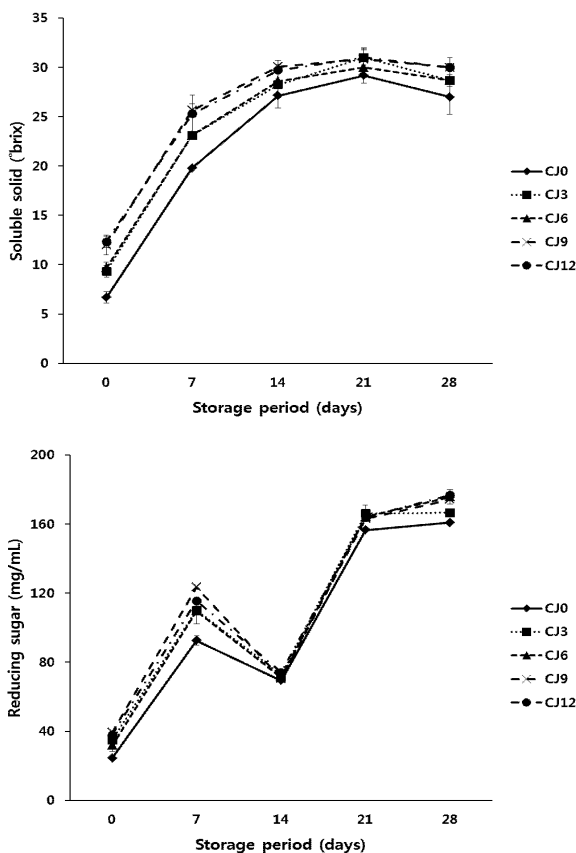 35
30
25
20
15
10
5
0
Soluble solid (°brix)
0 7 14 21 28
Storage period (days)
CJ0
CJ3
CJ6
CJ9
CJ12
200
160
120
80
40
0
Reducing sugar (mg/mL)
0 7 14 21 28
Storage period (days)
CJ0
CJ3
CJ6
CJ9
CJ12